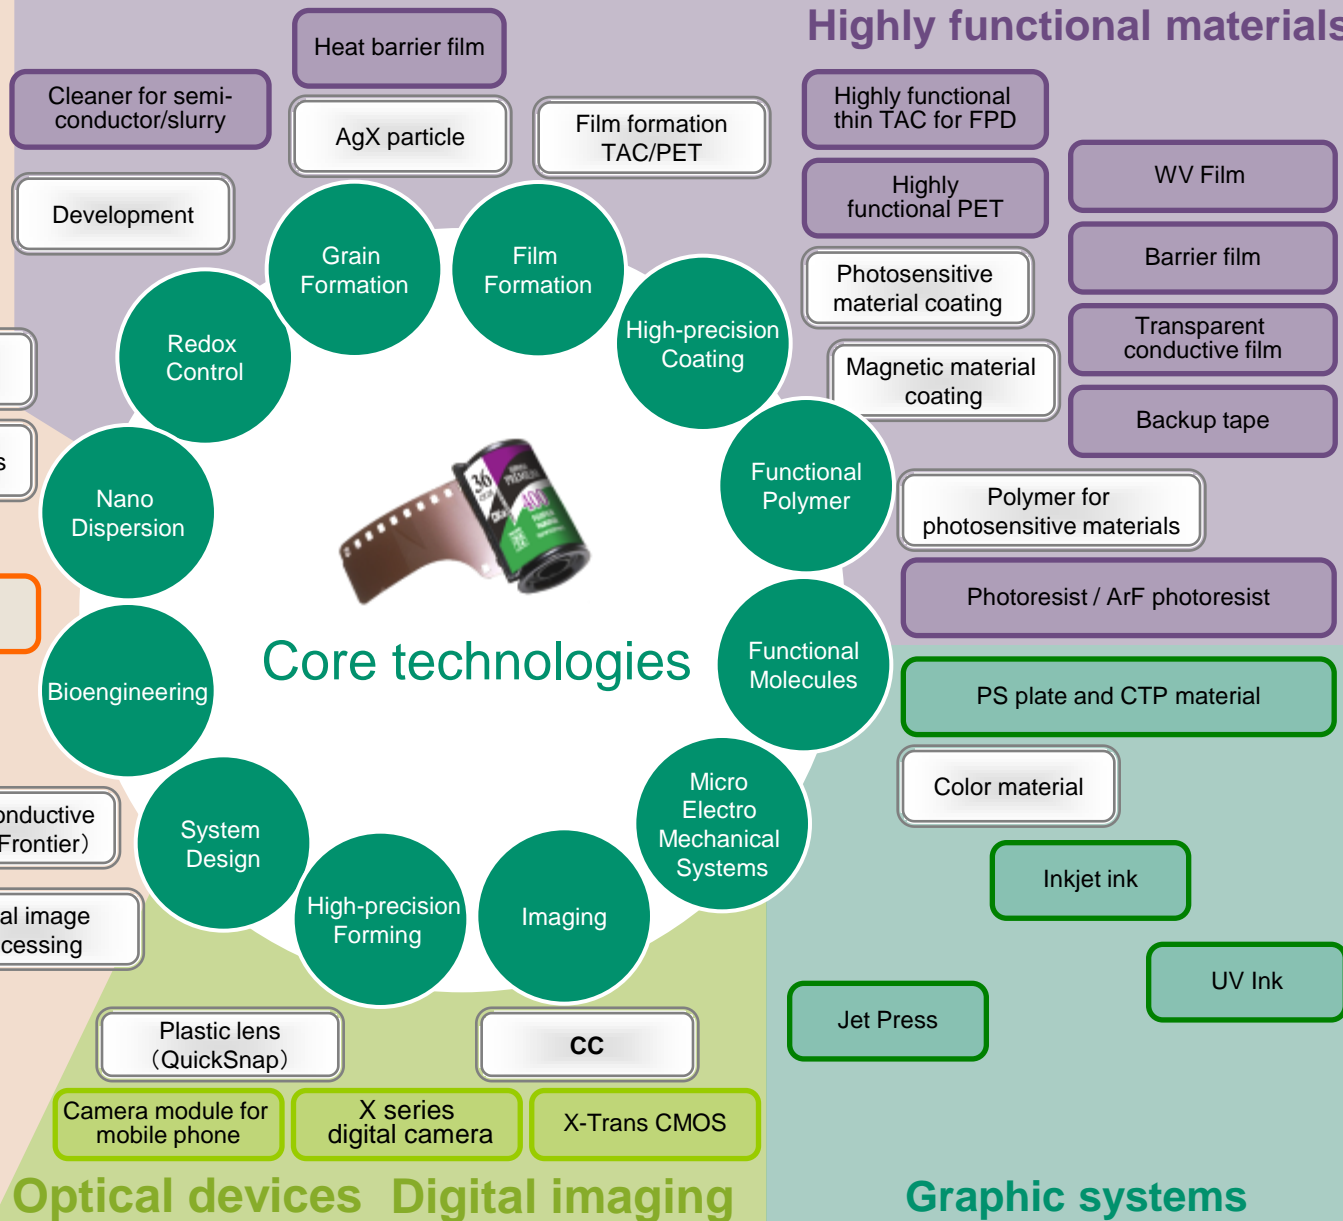 Highly functional materials
Heat barrier film
Cleaner for semi-
conductor/slurry
AgX particle
Film formation
TAC/PET
Highly functional
thin TAC for FPD
WV Film
Development
Highly
functional PET
Barrier film
Grain
Formation
Film
Formation
Photosensitive
material coating
Transparent
conductive film
Redox
Control
High-precision
Coating
Magnetic material
coating
Backup tape
s
Nano
Dispersion
36
400
Functional
Polymer
Polymer for
photosensitive materials
Photoresist / ArF photoresist
Core technologies
Bioengineering
Functional
Molecules
PS plate and CTP material
Color material
onductive
Frontier）
System
Design
Micro
Electro
Mechanical
Systems
Inkjet ink
al image
cessing
High-precision
Forming
Imaging
UV Ink
Jet Press
Plastic lens
（QuickSnap）
CC
Camera module for
mobile phone
X series
digital camera
X-Trans CMOS
Optical devices
Digital imaging
Graphic systems